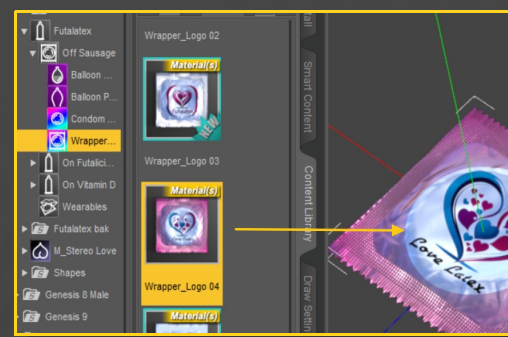 Futalatex
Off Sausage
Balloon ...
Balloon P...
Condom ...
Wrapper...
On Futalici...
On Vitamin D
Wearables
Futalatex bak
M_Stereo Love
Shapes
Genesis 8 Male
Genesis 9
Wrapper_Logo 02
Material(s)
NEW
Wrapper_Logo 03
Material(s)
Wrapper_Logo 04
Material(s)
Smart Content
Content Library
Draw Settin
Love Latex